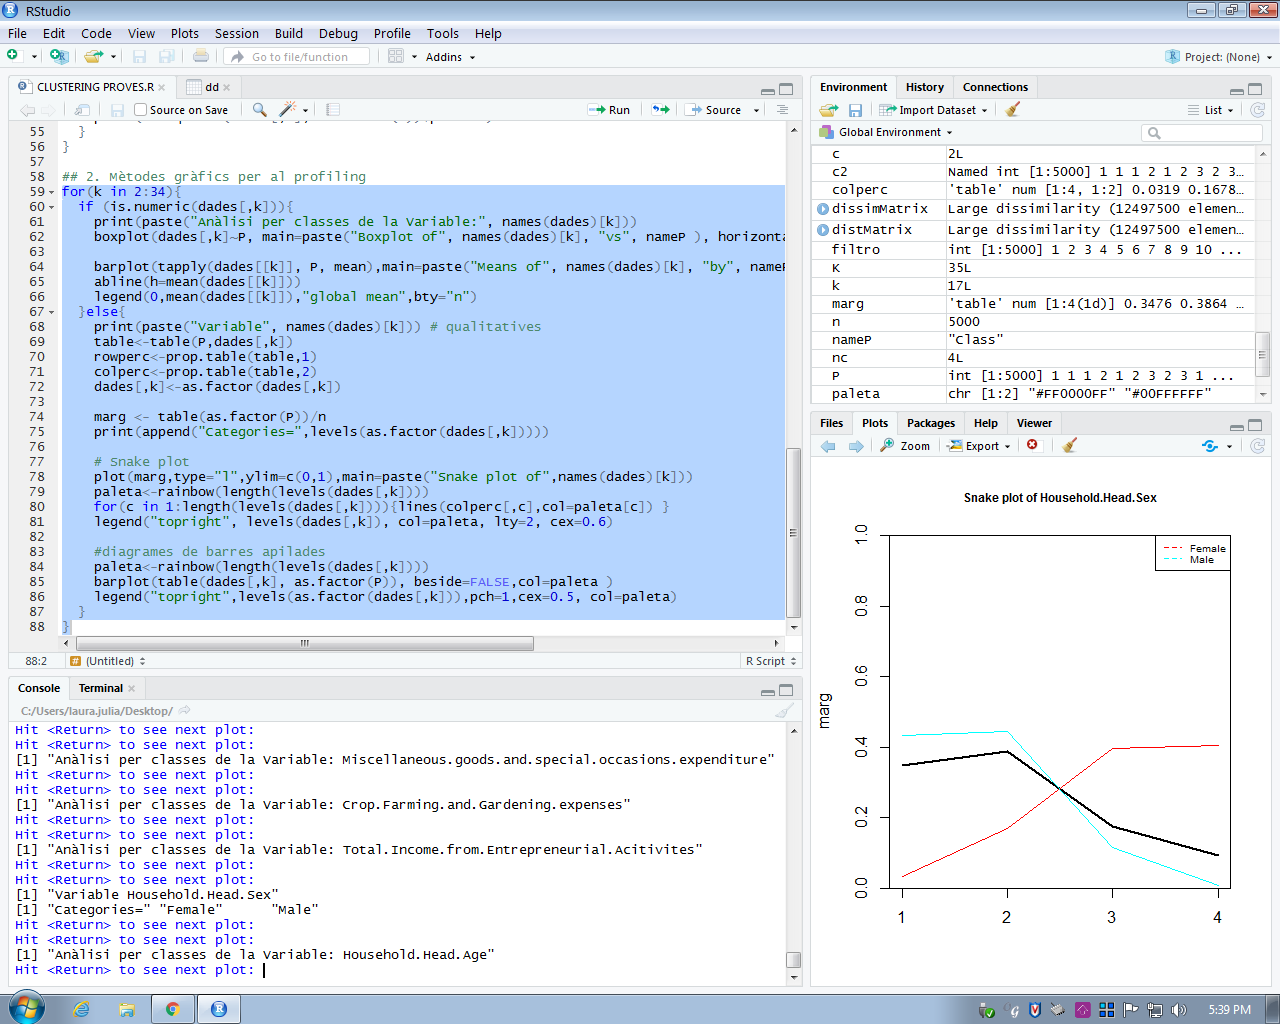 RStudio
File Edit Code View Plots Session Build Debug Profile Tools Help
Go to file/function Addins Project: (None)
CLUSTERING PROVES.R dd
Source on Save Run Source
55 }
56 }
57
58 ## 2. Mètodes gràfics per al profiling
59 for(k in 2:34){
60 if (is.numeric(dades[,k])){
61 print(paste("Anàlisi per classes de la Variable:", names(dades)[k]))
62 boxplot(dades[,k]~P, main=paste("Boxplot of", names(dades)[k], "vs", nameP ), horizonta
63
64 barplot(tapply(dades[[k]], P, mean),main=paste("Means of", names(dades)[k], "by", nameP
65 abline(h=mean(dades[[k]]))
66 legend(0,mean(dades[[k]]),"global mean",bty="n")
67 }else{
68 print(paste("Variable", names(dades)[k])) # qualitatives
69 table<-table(P,dades[,k])
70 rowperc<-prop.table(table,1)
71 colperc<-prop.table(table,2)
72 dades[,k]<-as.factor(dades[,k])
73
74 marg <- table(as.factor(P))/n
75 print(append("Categories=",levels(as.factor(dades[,k]))))
76
77 # Snake plot
78 plot(marg,type="l",ylim=c(0,1),main=paste("Snake plot of",names(dades)[k]))
79 paleta<-rainbow(length(levels(dades[,k])))
80 for(c in 1:length(levels(dades[,k]))){lines(colperc[,c],col=paleta[c]) }
81 legend("topright", levels(dades[,k]), col=paleta, lty=2, cex=0.6)
82
83 #diagrames de barres apilades
84 paleta<-rainbow(length(levels(dades[,k])))
85 barplot(table(dades[,k], as.factor(P)), beside=FALSE,col=paleta )
86 legend("topright",levels(as.factor(dades[,k])),pch=1,cex=0.5, col=paleta)
87 }
88 }
88:2 (Untitled) R Script
Console Terminal
C:/Users/laura.julia/Desktop/
Hit <Return> to see next plot:
Hit <Return> to see next plot:
[1] "Anàlisi per classes de la Variable: Miscellaneous.goods.and.special.occasions.expenditure"
Hit <Return> to see next plot:
Hit <Return> to see next plot:
[1] "Anàlisi per classes de la Variable: Crop.Farming.and.Gardening.expenses"
Hit <Return> to see next plot:
Hit <Return> to see next plot:
[1] "Anàlisi per classes de la Variable: Total.Income.from.Entrepreneurial.Acitivites"
Hit <Return> to see next plot:
Hit <Return> to see next plot:
[1] "Variable Household.Head.Sex"
[1] "Categories=" "Female" "Male"
Hit <Return> to see next plot:
Hit <Return> to see next plot:
[1] "Anàlisi per classes de la Variable: Household.Head.Age"
Hit <Return> to see next plot:
Environment History Connections
Import Dataset List
Global Environment
c 2L
c2 Named int [1:5000] 1 1 1 2 1 2 3 2 3…
colperc 'table' num [1:4, 1:2] 0.0319 0.1678…
dissimMatrix Large dissimilarity (12497500 elemen…
distMatrix Large dissimilarity (12497500 elemen…
filtro int [1:5000] 1 2 3 4 5 6 7 8 9 10 ...
K 35L
k 17L
marg 'table' num [1:4(1d)] 0.3476 0.3864 …
n 5000
nameP "Class"
nc 4L
P int [1:5000] 1 1 1 2 1 2 3 2 3 1 ...
paleta chr [1:2] "#FF0000FF" "#00FFFFFF"
Files Plots Packages Help Viewer
Zoom Export
Snake plot of Household.Head.Sex
Female
Male
marg
1.0
0.8
0.6
0.4
0.2
0.0
1 2 3 4
5:39 PM